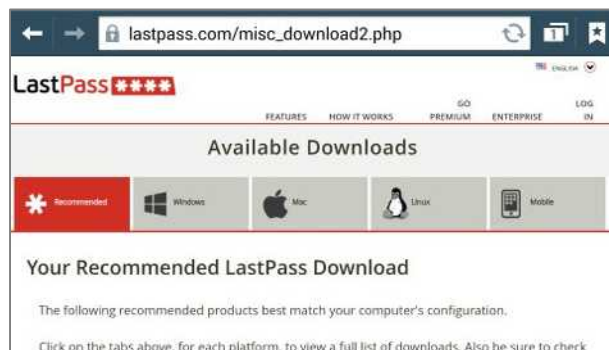 lastpass.com/misc_download2.php
1
ENGLISH
LastPass ****
FEATURES HOW IT WORKS GO PREMIUM ENTERPRISE LOG IN
Available Downloads
Recommended Windows Mac Linux Mobile
Your Recommended LastPass Download
The following recommended products best match your computer's configuration.
Click on the tabs above, for each platform, to view a full list of downloads. Also be sure to check